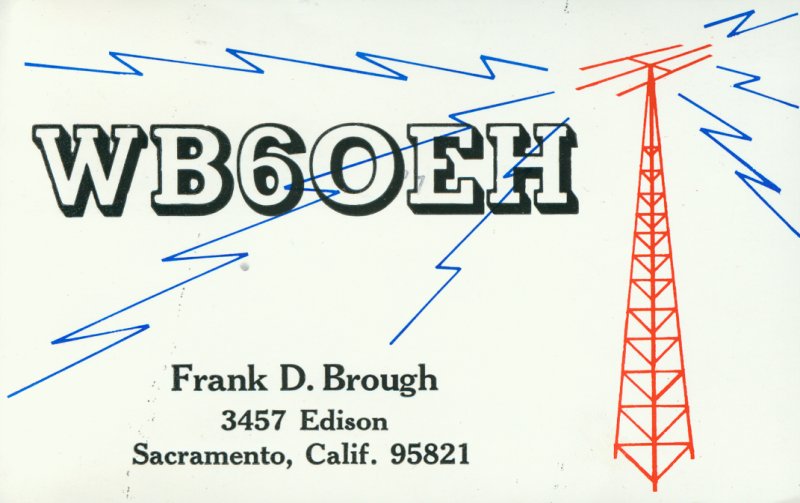 WB6OEH
Frank D. Brough
3457 Edison
Sacramento, Calif. 95821